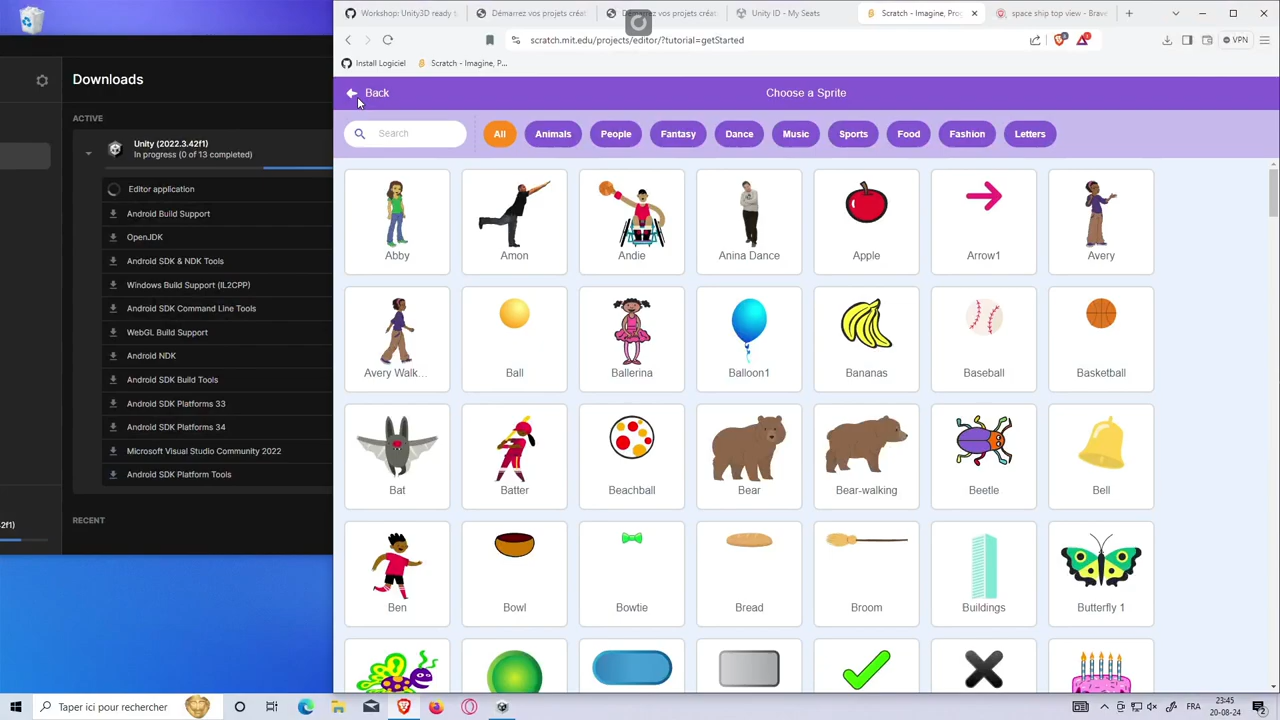 Workshop: Unity3D ready t
Démarrez vos projets créati
Démarrez vos projets créati
Unity ID - My Seats
Scratch - Imagine, Pro
space ship top view - Brave
scratch.mit.edu/projects/editor/?tutorial=getStarted
VPN
Install Logiciel
Scratch - Imagine, P...
Back
Choose a Sprite
Search
All
Animals
People
Fantasy
Dance
Music
Sports
Food
Fashion
Letters
Abby
Amon
Andie
Anina Dance
Apple
Arrow1
Avery
Avery Walk...
Ball
Ballerina
Balloon1
Bananas
Baseball
Basketball
Bat
Batter
Beachball
Bear
Bear-walking
Beetle
Bell
Ben
Bowl
Bowtie
Bread
Broom
Buildings
Butterfly 1
Downloads
ACTIVE
Unity (2022.3.42f1)
In progress (0 of 13 completed)
Editor application
Android Build Support
OpenJDK
Android SDK & NDK Tools
Windows Build Support (IL2CPP)
Android SDK Command Line Tools
WebGL Build Support
Android NDK
Android SDK Build Tools
Android SDK Platforms 33
Android SDK Platforms 34
Microsoft Visual Studio Community 2022
Android SDK Platform Tools
RECENT
2f1)
Taper ici pour rechercher
FRA
23:45
20-08-24
2